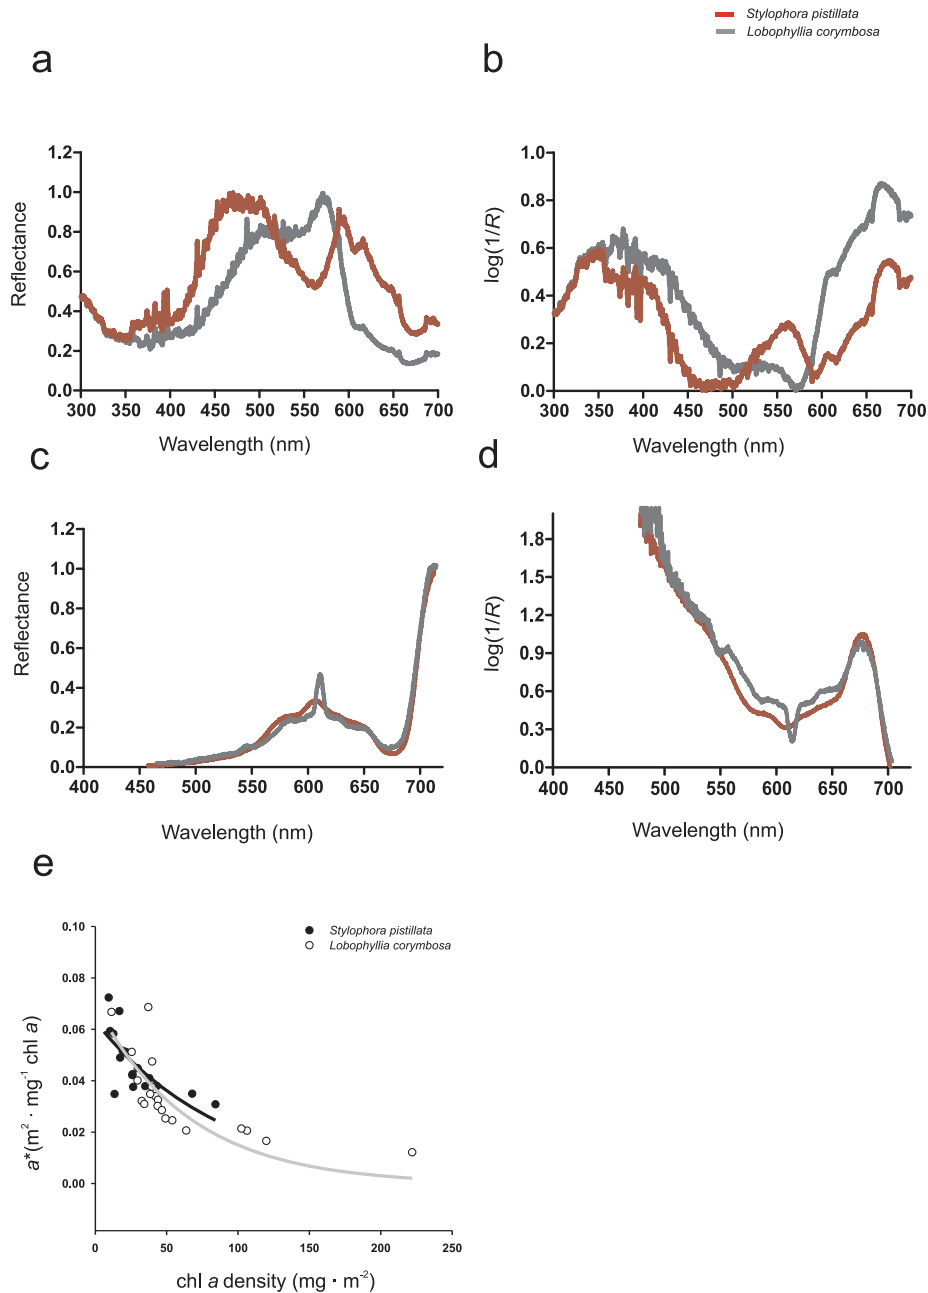 Stylophora pistillata
Lobophyllia corymbosa
a
1.2
1.0
0.8
0.6
0.4
0.2
0.0
300 350 400 450 500 550 600 650 700
Reflectance
Wavelength (nm)
b
1.0
0.8
0.6
0.4
0.2
0.0
300 350 400 450 500 550 600 650 700
log(1/R)
Wavelength (nm)
c
1.2
1.0
0.8
0.6
0.4
0.2
0.0
400 450 500 550 600 650 700
Reflectance
Wavelength (nm)
d
1.8
1.5
1.2
0.9
0.6
0.3
0.0
400 450 500 550 600 650 700
log(1/R)
Wavelength (nm)
e
Stylophora pistillata
Lobophyllia corymbosa
0.10
0.08
0.06
0.04
0.02
0.00
0 50 100 150 200 250
a*(m² · mg⁻¹ chl a)
chl a density (mg · m⁻²)